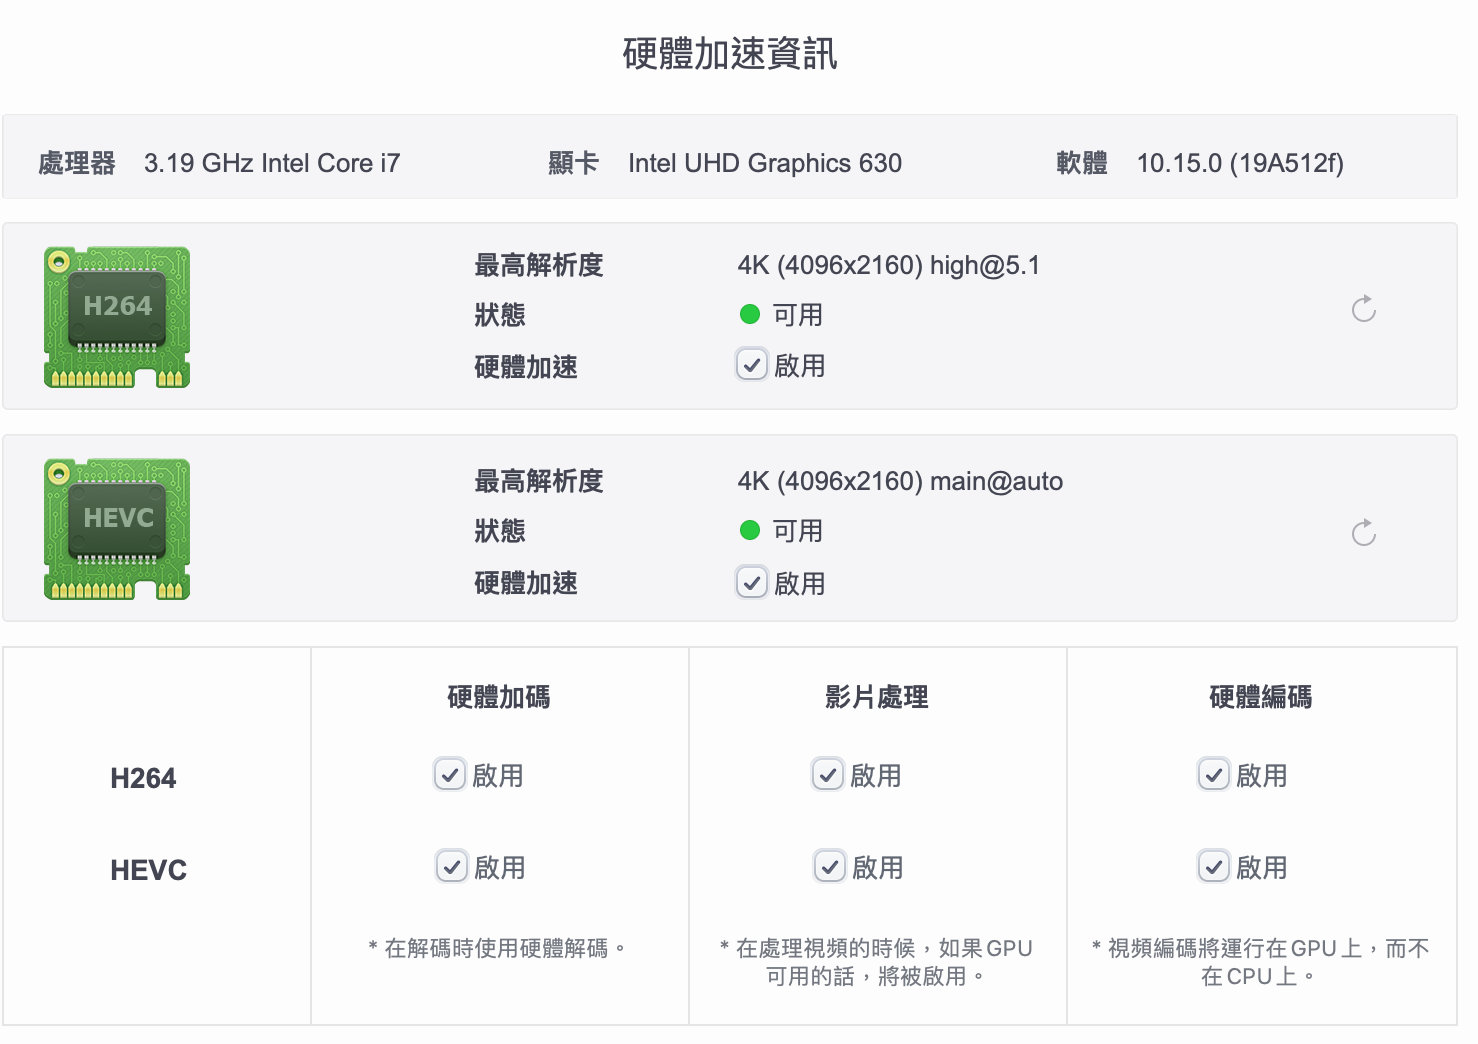 硬體加速資訊
處理器 3.19 GHz Intel Core i7 顯卡 Intel UHD Graphics 630 軟體 10.15.0 (19A512f)
H264
最高解析度 4K (4096x2160) high@5.1
狀態 可用
硬體加速 啟用
HEVC
最高解析度 4K (4096x2160) main@auto
狀態 可用
硬體加速 啟用
硬體加碼 影片處理 硬體編碼
H264 啟用 啟用 啟用
HEVC 啟用 啟用 啟用
* 在解碼時使用硬體解碼。
* 在處理視頻的時候，如果GPU
可用的話，將被啟用。
* 視頻編碼將運行在GPU上，而不
在CPU上。